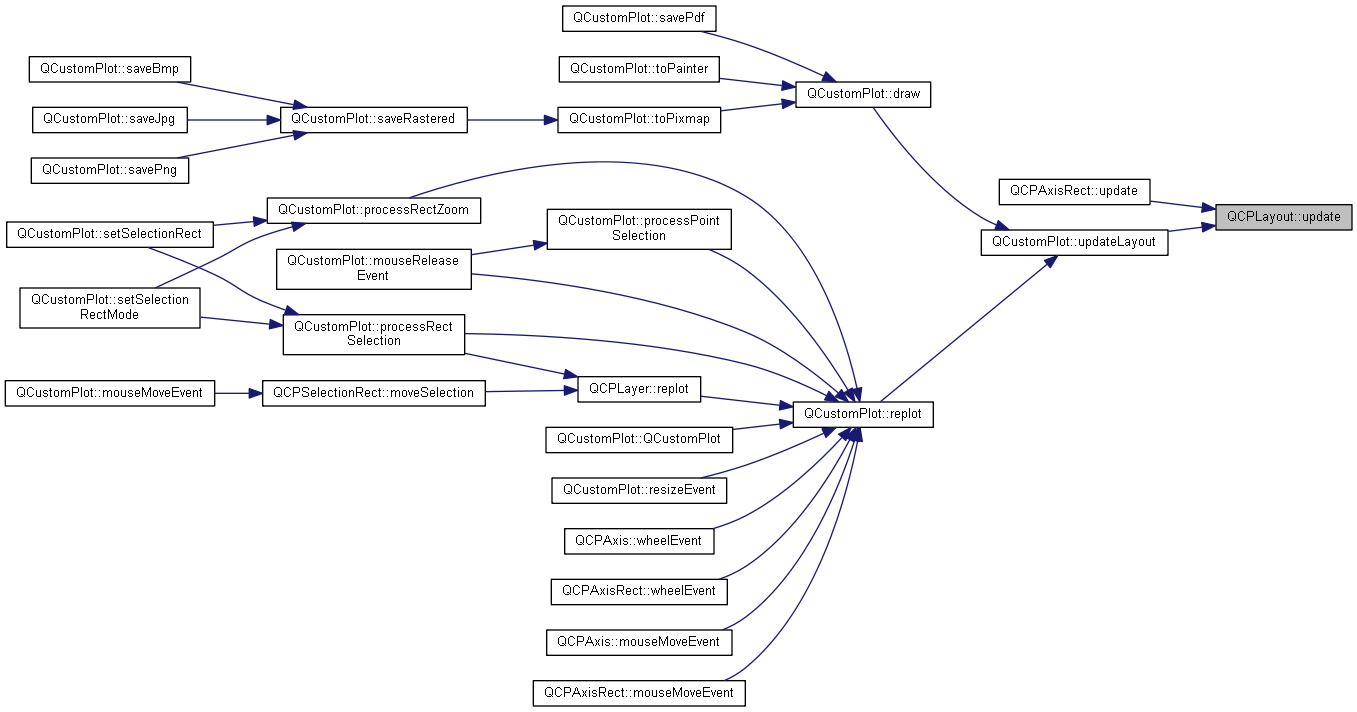 QCustomPlot::savePdf
QCustomPlot::saveBmp
QCustomPlot::toPainter
QCustomPlot::draw
QCustomPlot::saveJpg
QCustomPlot::saveRastered
QCustomPlot::toPixmap
QCustomPlot::savePng
QCPAxisRect::update
QCustomPlot::processRectZoom
QCPLayout::update
QCustomPlot::setSelectionRect
QCustomPlot::processPoint
Selection
QCustomPlot::updateLayout
QCustomPlot::mouseRelease
Event
QCustomPlot::setSelection
RectMode
QCustomPlot::processRect
Selection
QCustomPlot::mouseMoveEvent
QCPSelectionRect::moveSelection
QCPLayer::replot
QCustomPlot::replot
QCustomPlot::QCustomPlot
QCustomPlot::resizeEvent
QCPAxis::wheelEvent
QCPAxisRect::wheelEvent
QCPAxis::mouseMoveEvent
QCPAxisRect::mouseMoveEvent